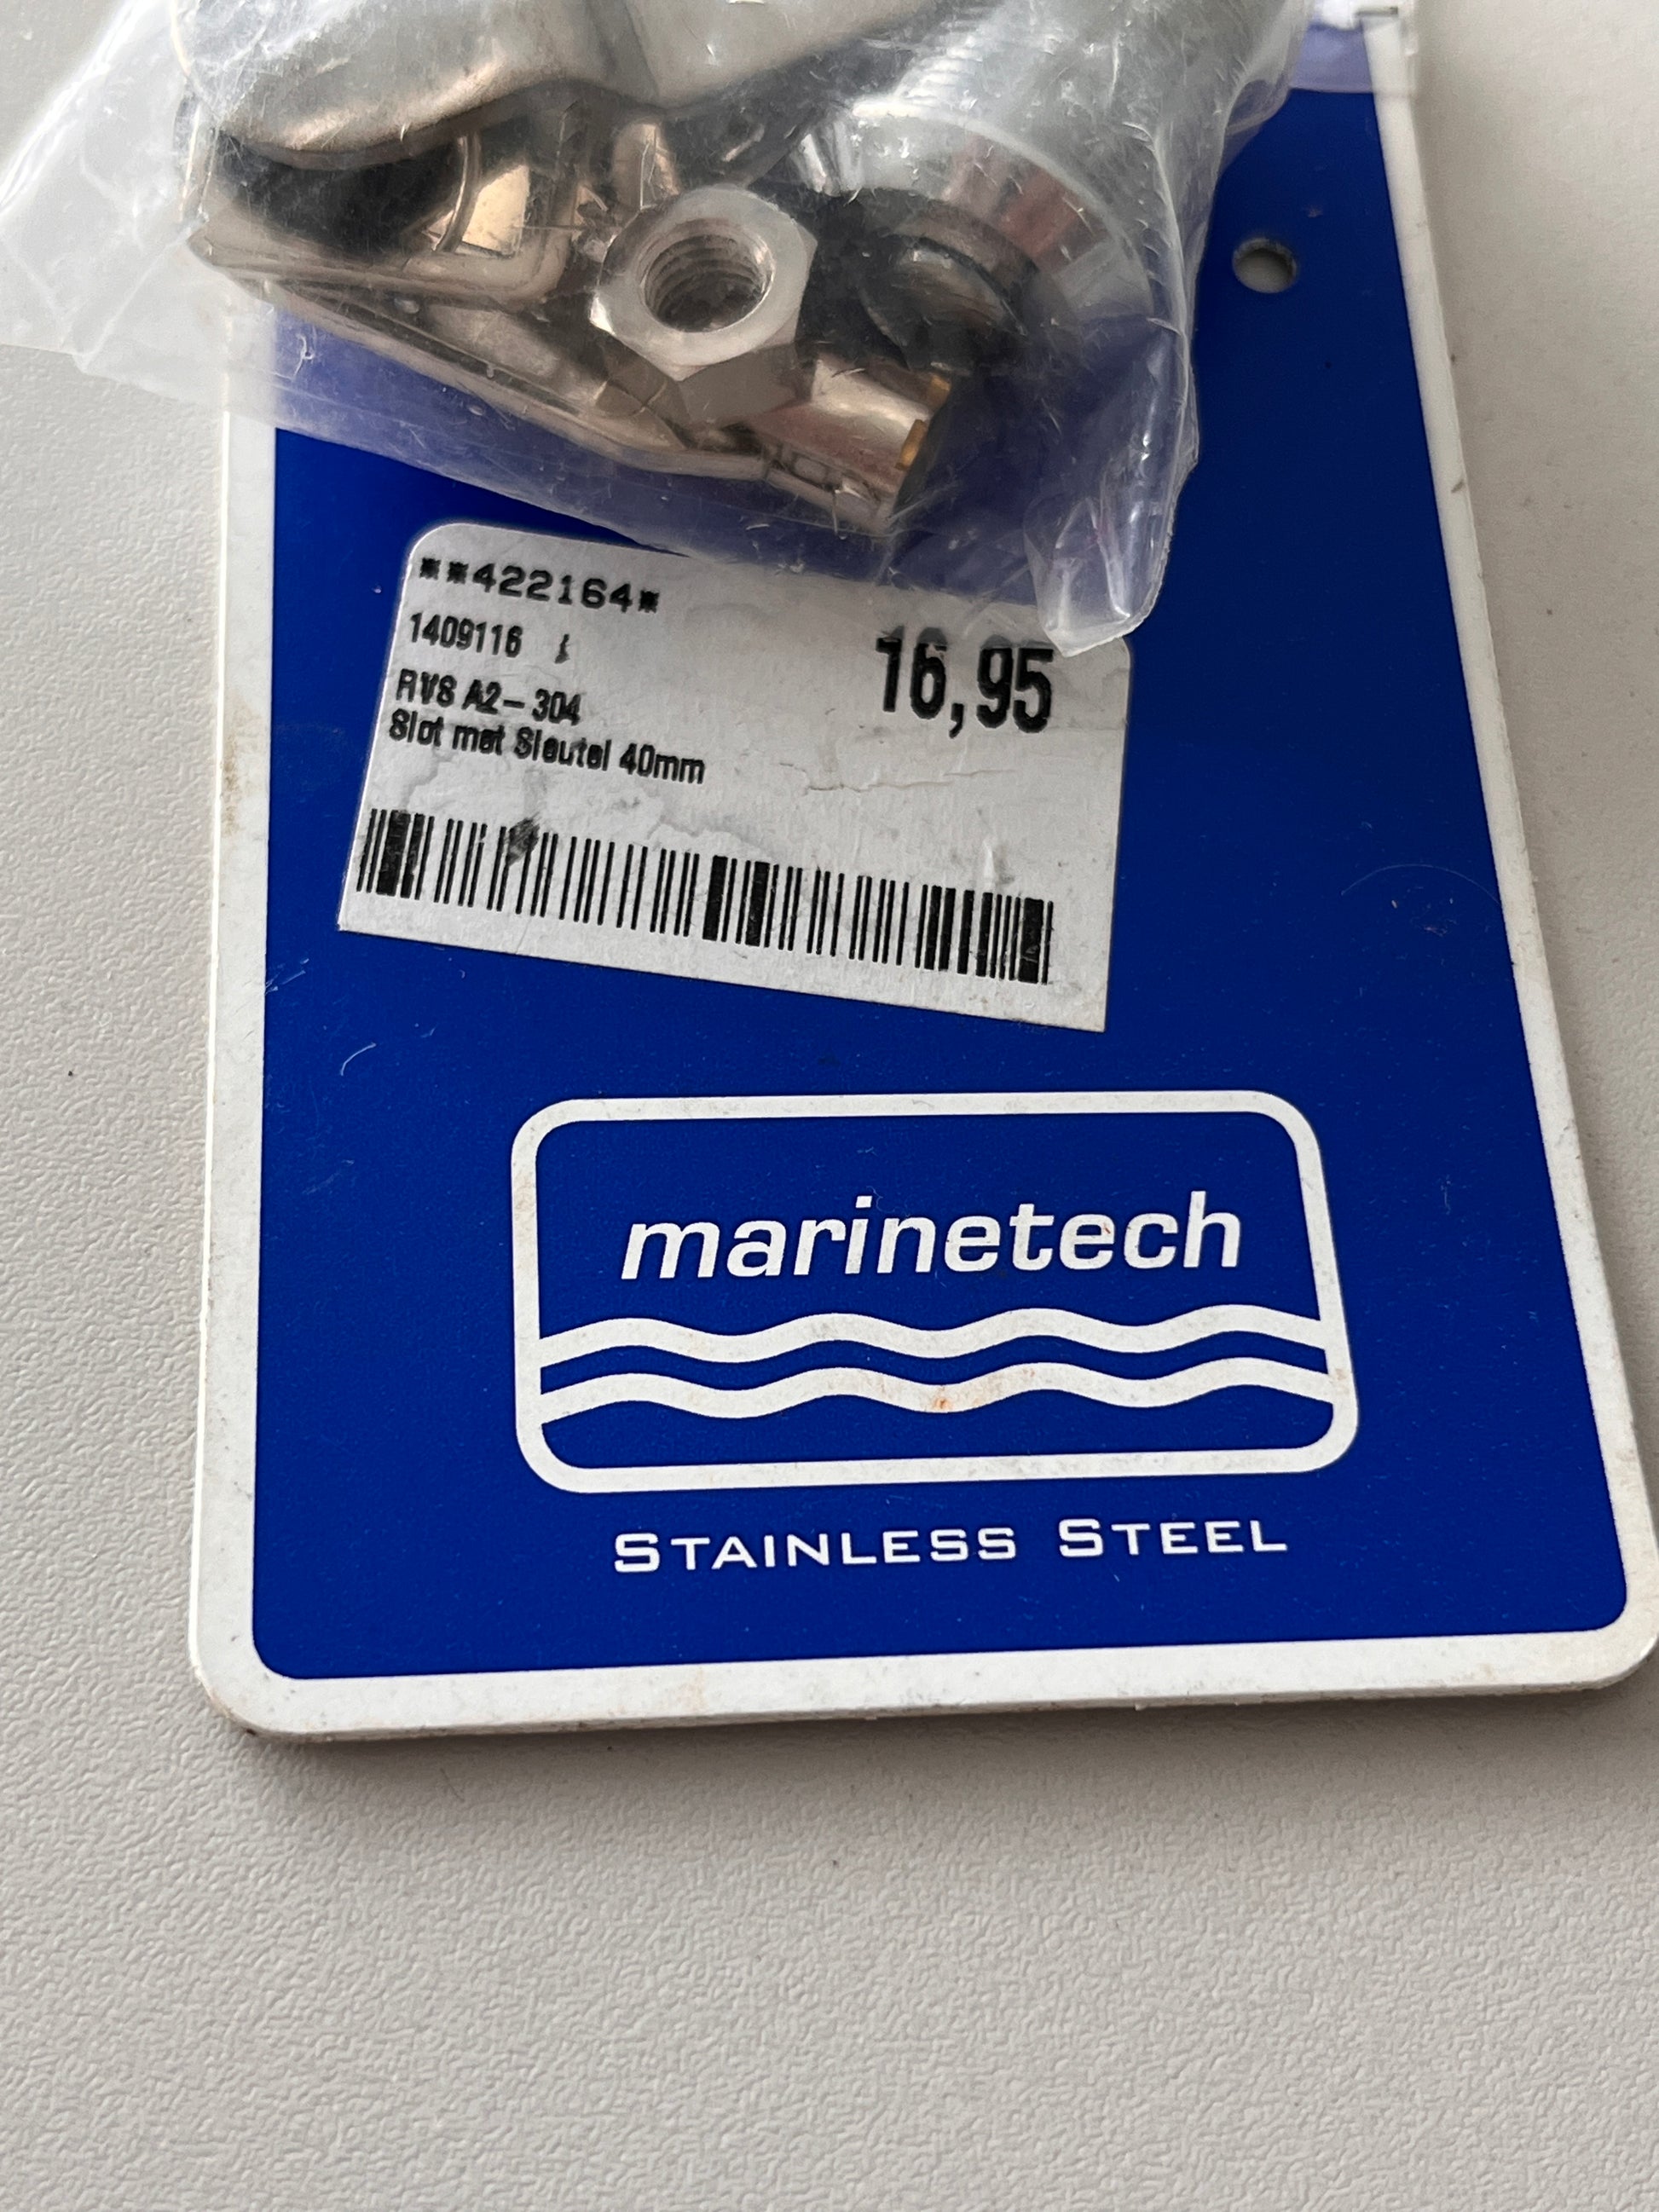 **422164*
1409116
16,95
RVS A2-304
Slot met Sleutel 40mm
marinetech
STAINLESS STEEL